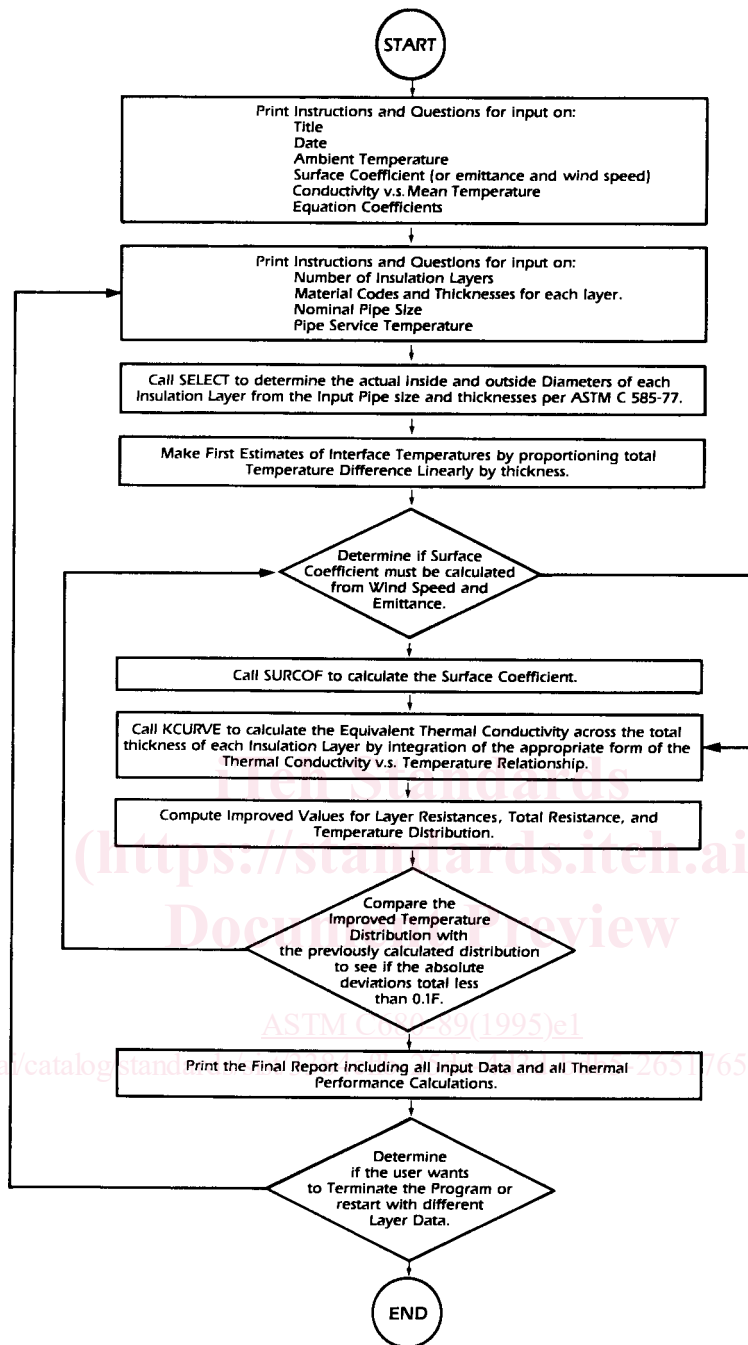 START
Print Instructions and Questions for input on:
Title
Date
Ambient Temperature
Surface Coefficient (or emittance and wind speed)
Conductivity v.s. Mean Temperature
Equation Coefficients
Print Instructions and Questions for input on:
Number of Insulation Layers
Material Codes and Thicknesses for each layer.
Nominal Pipe Size
Pipe Service Temperature
Call SELECT to determine the actual inside and outside Diameters of each
Insulation Layer from the Input Pipe size and thicknesses per ASTM C 585-77.
Make First Estimates of Interface Temperatures by proportioning total
Temperature Difference Linearly by thickness.
Determine if Surface
Coefficient must be calculated
from Wind Speed and
Emittance.
Call SURCOF to calculate the Surface Coefficient.
Call KCURVE to calculate the Equivalent Thermal Conductivity across the total
thickness of each Insulation Layer by integration of the appropriate form of the
Thermal Conductivity v.s. Temperature Relationship.
iTeh Standards
Compute Improved Values for Layer Resistances, Total Resistance, and
Temperature Distribution.
(https://standards.iteh.ai
Compare the
Improved Temperature
Distribution with
the previously calculated distribution
to see if the absolute
deviations total less
than 0.1F.
Document Preview
ASTM C680-89(1995)e1
Print the Final Report including all Input Data and all Thermal
Performance Calculations.
Determine
if the user wants
to Terminate the Program or
restart with different
Layer Data.
END